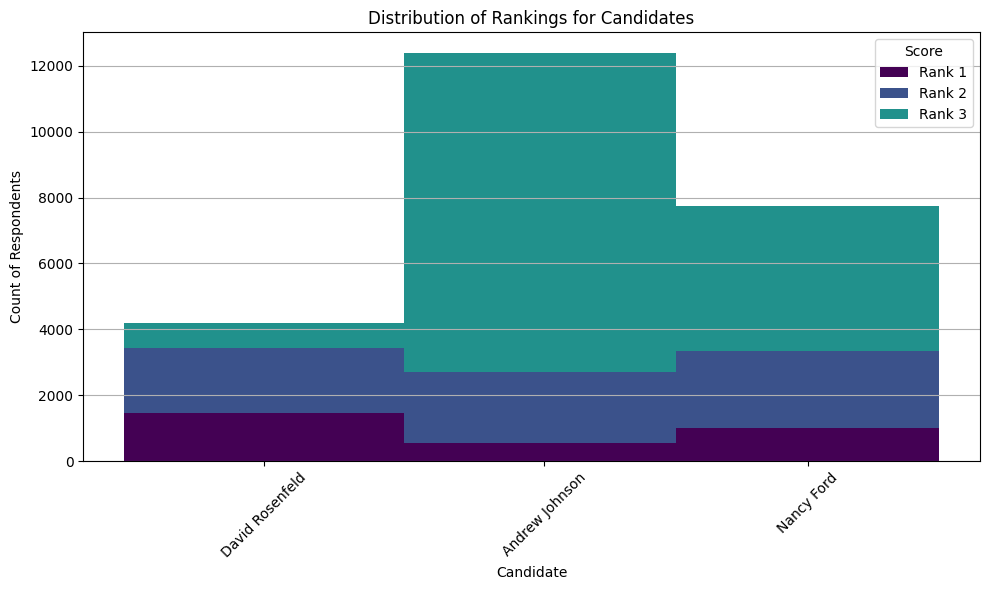 Distribution of Rankings for Candidates
Score
Rank 1
Rank 2
Rank 3
Count of Respondents
12000
10000
8000
6000
4000
2000
0
David Rosenfeld
Andrew Johnson
Nancy Ford
Candidate